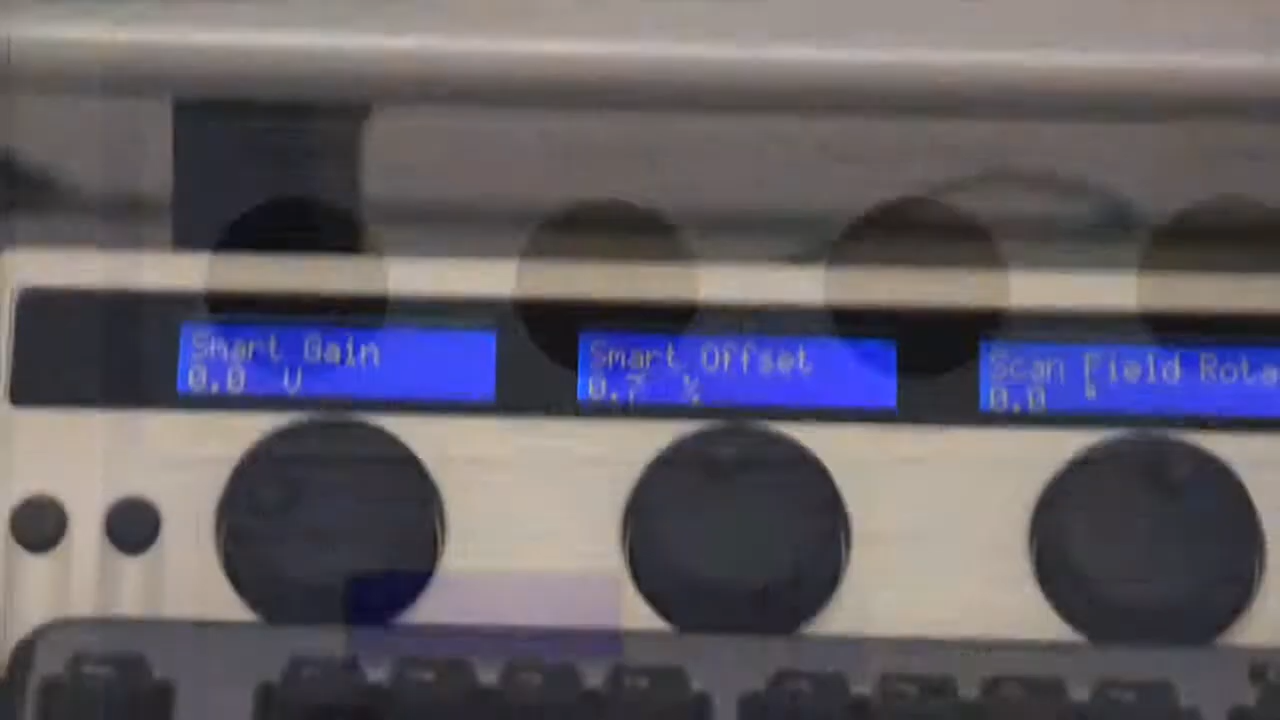 Smart Gain
0.0 V
Smart Offset
0.7 %
Scan Field Rota
0.0 °